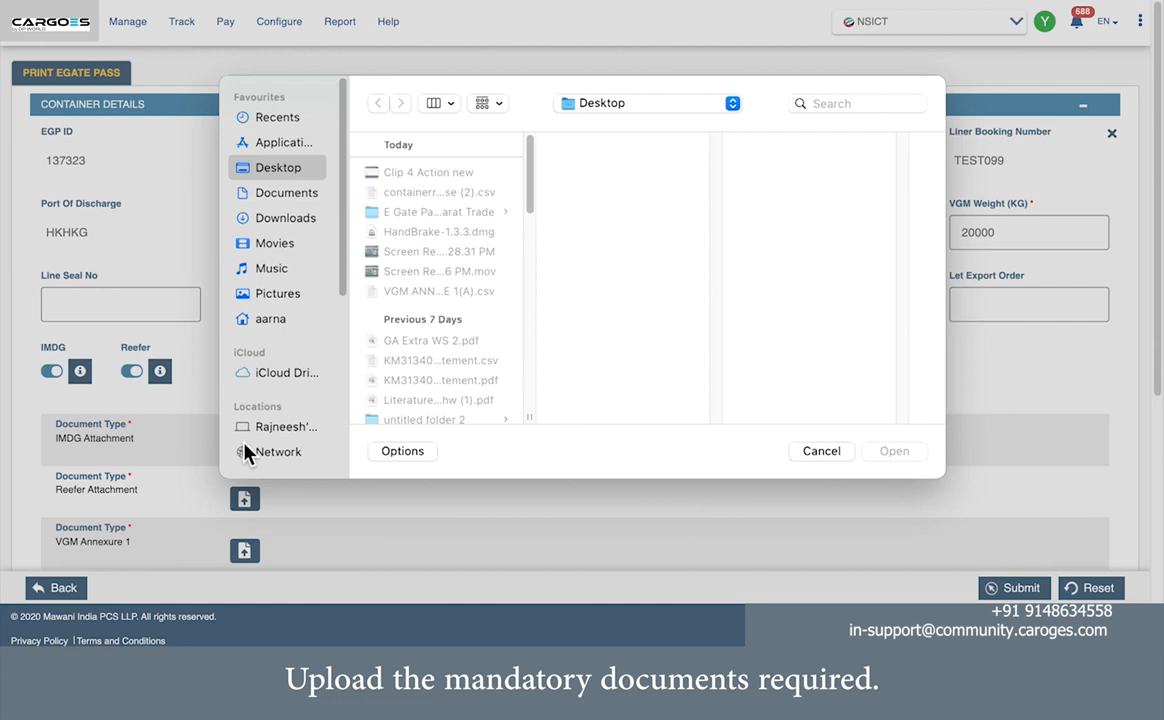 CARGOES
by DP WORLD
Manage
Track
Pay
Configure
Report
Help
NSICT
Y
688
EN
PRINT EGATE PASS
CONTAINER DETAILS
EGP ID
137323
Liner Booking Number
TEST099
Port Of Discharge
HKHKG
VGM Weight (KG) *
20000
Line Seal No
Let Export Order
IMDG
Reefer
Document Type *
IMDG Attachment
Document Type *
Reefer Attachment
Document Type *
VGM Annexure 1
Favourites
Recents
Applicati...
Desktop
Documents
Downloads
Movies
Music
Pictures
aarna
iCloud
iCloud Dri...
Locations
Rajneesh'...
Network
Desktop
Search
Today
Clip 4 Action new
containerr...se (2).csv
E Gate Pa...arat Trade
HandBrake-1.3.3.dmg
Screen Re....28.31 PM
Screen Re...6 PM.mov
VGM ANN...E 1(A).csv
Previous 7 Days
GA Extra WS 2.pdf
KM31340...tement.csv
KM31340...tement.pdf
Literature...hw (1).pdf
untitled folder 2
Options
Cancel
Open
Back
Submit
Reset
© 2020 Mawani India PCS LLP. All rights reserved.
Privacy Policy | Terms and Conditions
+91 9148634558
in-support@community.caroges.com
Upload the mandatory documents required.